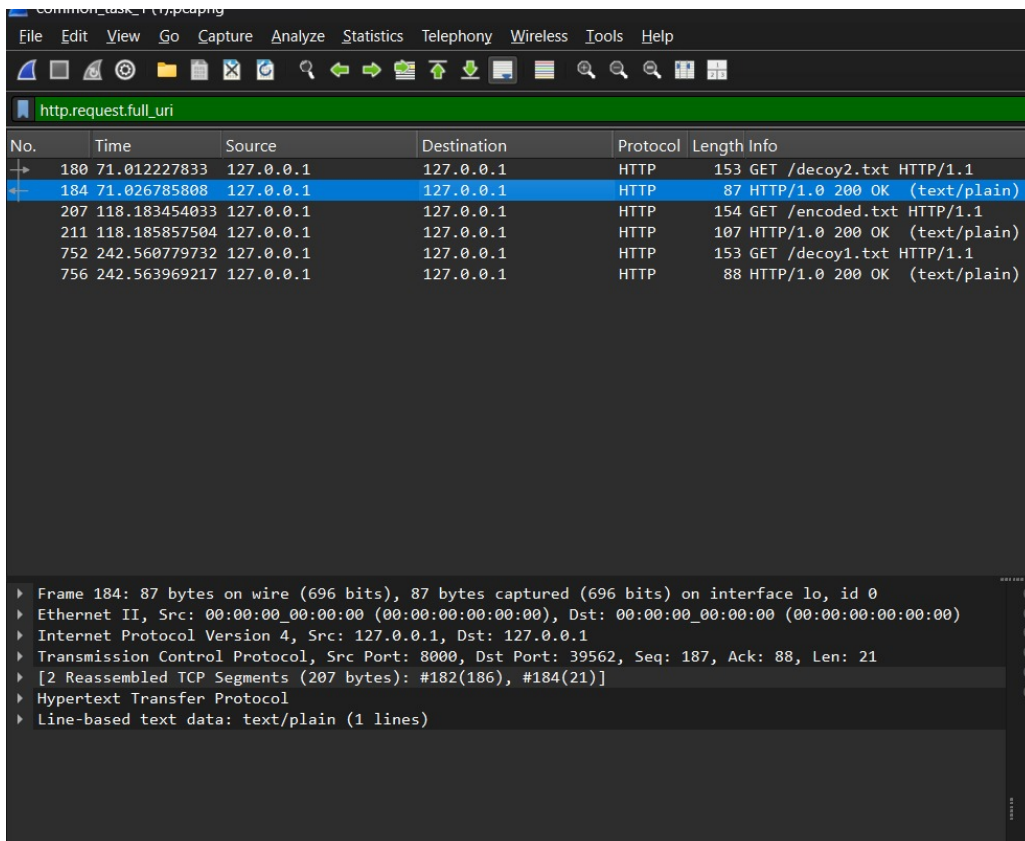 common_task_1 (1).pcapng
File Edit View Go Capture Analyze Statistics Telephony Wireless Tools Help
http.request.full_uri
No. Time Source Destination Protocol Length Info
180 71.012227833 127.0.0.1 127.0.0.1 HTTP 153 GET /decoy2.txt HTTP/1.1
184 71.026785808 127.0.0.1 127.0.0.1 HTTP 87 HTTP/1.0 200 OK (text/plain)
207 118.183454033 127.0.0.1 127.0.0.1 HTTP 154 GET /encoded.txt HTTP/1.1
211 118.185857504 127.0.0.1 127.0.0.1 HTTP 107 HTTP/1.0 200 OK (text/plain)
752 242.560779732 127.0.0.1 127.0.0.1 HTTP 153 GET /decoy1.txt HTTP/1.1
756 242.563969217 127.0.0.1 127.0.0.1 HTTP 88 HTTP/1.0 200 OK (text/plain)
Frame 184: 87 bytes on wire (696 bits), 87 bytes captured (696 bits) on interface lo, id 0
Ethernet II, Src: 00:00:00_00:00:00 (00:00:00:00:00:00), Dst: 00:00:00_00:00:00 (00:00:00:00:00:00)
Internet Protocol Version 4, Src: 127.0.0.1, Dst: 127.0.0.1
Transmission Control Protocol, Src Port: 8000, Dst Port: 39562, Seq: 187, Ack: 88, Len: 21
[2 Reassembled TCP Segments (207 bytes): #182(186), #184(21)]
Hypertext Transfer Protocol
Line-based text data: text/plain (1 lines)